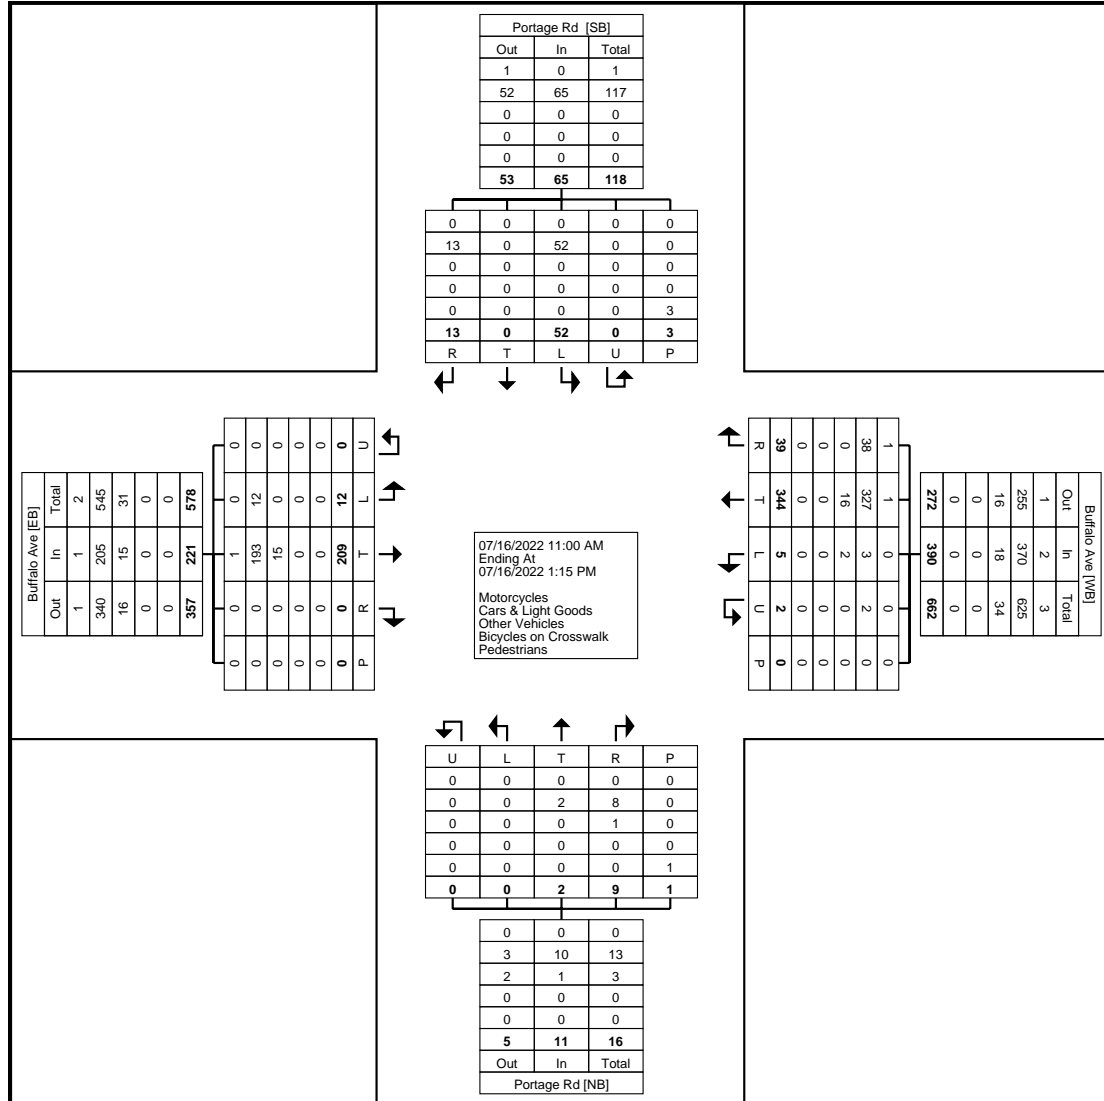 Portage Rd [SB]
Out In Total
1 0 1
52 65 117
0 0 0
0 0 0
0 0 0
53 65 118
0 0 0 0 0
13 0 52 0 0
0 0 0 0 0
0 0 0 0 0
0 0 0 0 3
13 0 52 0 3
R T L U P
Buffalo Ave [EB]
Out In Total
1 1 2
340 205 545
16 15 31
0 0 0
0 0 0
357 221 578
0 0 1 0 0
0 0 193 12 0
0 0 15 0 0
0 0 0 0 0
0 0 0 0 0
0 0 209 12 0
P R T L U
07/16/2022 11:00 AM
Ending At
07/16/2022 1:15 PM
Motorcycles
Cars & Light Goods
Other Vehicles
Bicycles on Crosswalk
Pedestrians
Buffalo Ave [WB]
Out In Total
1 2 3
255 370 625
16 18 34
0 0 0
0 0 0
272 390 662
1 1 0 0 0
38 327 3 2 0
0 16 2 0 0
0 0 0 0 0
0 0 0 0 0
39 344 5 2 0
R T L U P
U L T R P
0 0 0 0 0
0 0 2 8 0
0 0 0 1 0
0 0 0 0 0
0 0 0 0 1
0 0 2 9 1
0 0 0
3 10 13
2 1 3
0 0 0
0 0 0
5 11 16
Out In Total
Portage Rd [NB]